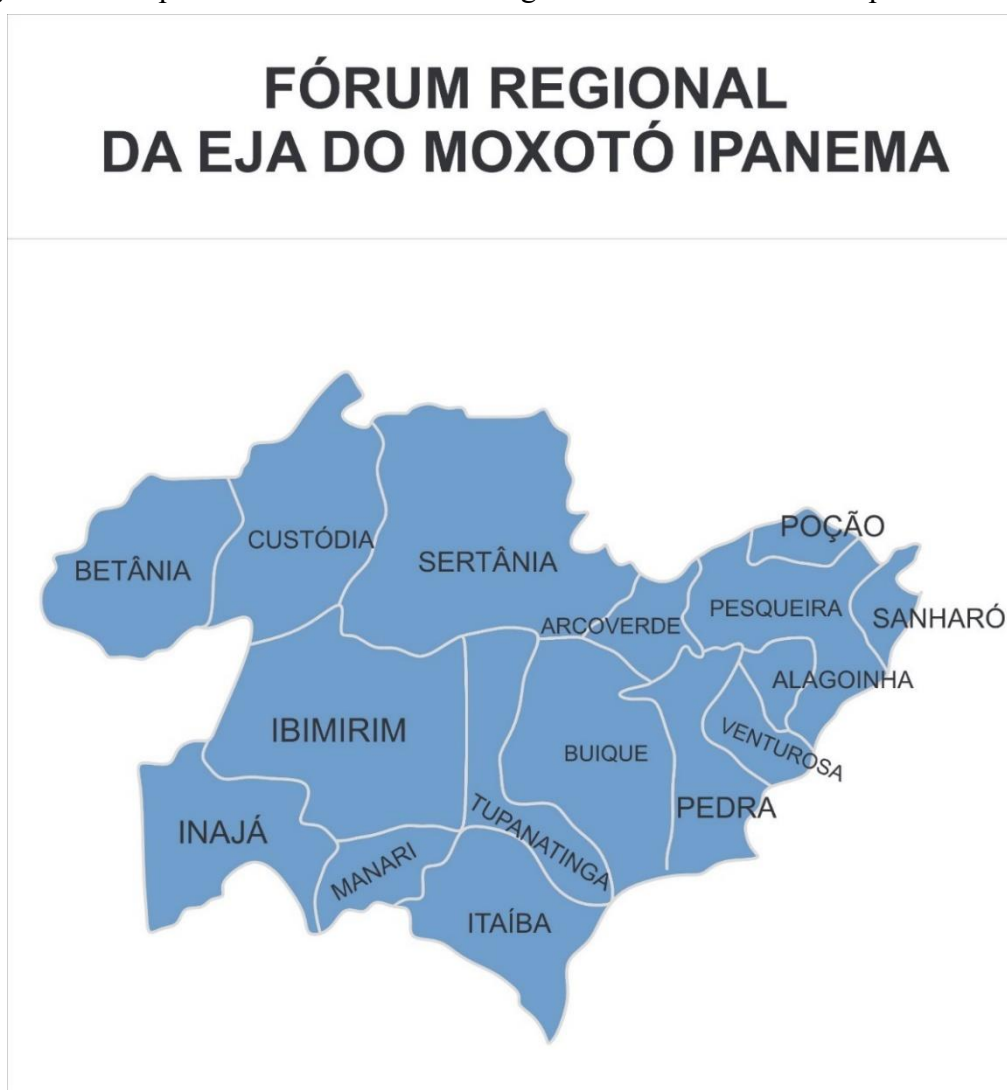 FÓRUM REGIONAL
DA EJA DO MOXOTÓ IPANEMA
POÇÃO
CUSTÓDIA
BETÂNIA
SERTÂNIA
PESQUEIRA
SANHARÓ
ARCOVERDE
ALAGOINHA
IBIMIRIM
VENTUROSA
BUIQUE
PEDRA
INAJÁ
TUPANATINGA
MANARI
ITAÍBA